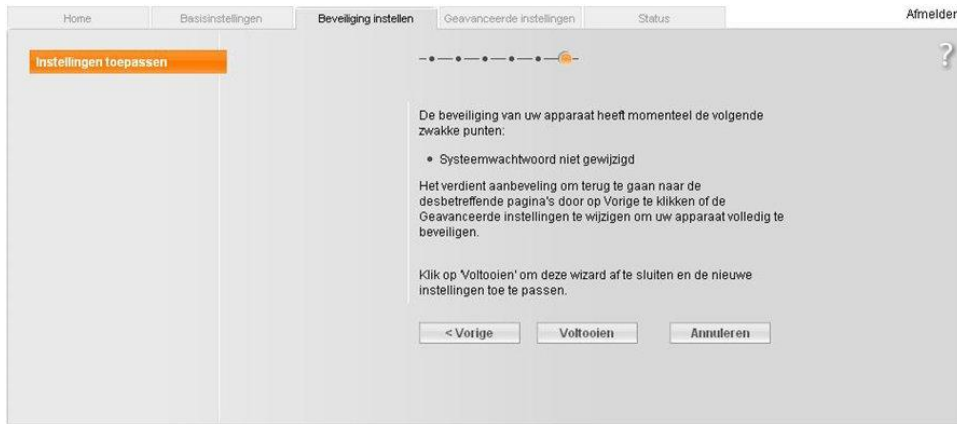 Home Basisinstellingen Beveiliging instellen Geavanceerde instellingen Status Afmelden
Instellingen toepassen
?
De beveiliging van uw apparaat heeft momenteel de volgende
zwakke punten:
• Systeemwachtwoord niet gewijzigd
Het verdient aanbeveling om terug te gaan naar de
desbetreffende pagina's door op Vorige te klikken of de
Geavanceerde instellingen te wijzigen om uw apparaat volledig te
beveiligen.
Klik op 'Voltooien' om deze wizard af te sluiten en de nieuwe
instellingen toe te passen.
< Vorige Voltooien Annuleren